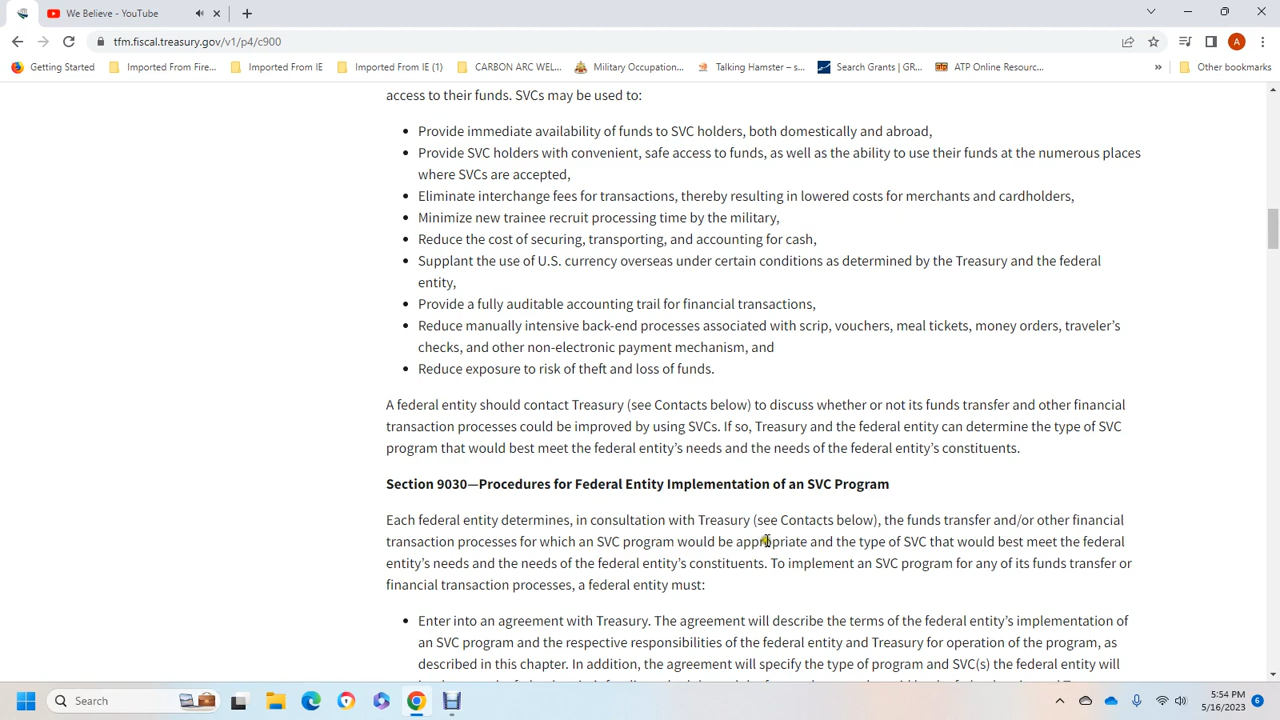 We Believe - YouTube
tfm.fiscal.treasury.gov/v1/p4/c900
A
Getting Started
Imported From Fire...
Imported From IE
Imported From IE (1)
CARBON ARC WEL...
Military Occupation...
Talking Hamster – s...
Search Grants | GR...
ATP Online Resourc...
»
Other bookmarks
access to their funds. SVCs may be used to:
• Provide immediate availability of funds to SVC holders, both domestically and abroad,
• Provide SVC holders with convenient, safe access to funds, as well as the ability to use their funds at the numerous places
where SVCs are accepted,
• Eliminate interchange fees for transactions, thereby resulting in lowered costs for merchants and cardholders,
• Minimize new trainee recruit processing time by the military,
• Reduce the cost of securing, transporting, and accounting for cash,
• Supplant the use of U.S. currency overseas under certain conditions as determined by the Treasury and the federal
entity,
• Provide a fully auditable accounting trail for financial transactions,
• Reduce manually intensive back-end processes associated with scrip, vouchers, meal tickets, money orders, traveler’s
checks, and other non-electronic payment mechanism, and
• Reduce exposure to risk of theft and loss of funds.
A federal entity should contact Treasury (see Contacts below) to discuss whether or not its funds transfer and other financial
transaction processes could be improved by using SVCs. If so, Treasury and the federal entity can determine the type of SVC
program that would best meet the federal entity’s needs and the needs of the federal entity’s constituents.
Section 9030—Procedures for Federal Entity Implementation of an SVC Program
Each federal entity determines, in consultation with Treasury (see Contacts below), the funds transfer and/or other financial
transaction processes for which an SVC program would be appropriate and the type of SVC that would best meet the federal
entity’s needs and the needs of the federal entity’s constituents. To implement an SVC program for any of its funds transfer or
financial transaction processes, a federal entity must:
• Enter into an agreement with Treasury. The agreement will describe the terms of the federal entity’s implementation of
an SVC program and the respective responsibilities of the federal entity and Treasury for operation of the program, as
described in this chapter. In addition, the agreement will specify the type of program and SVC(s) the federal entity will
Search
5:54 PM
5/16/2023
6